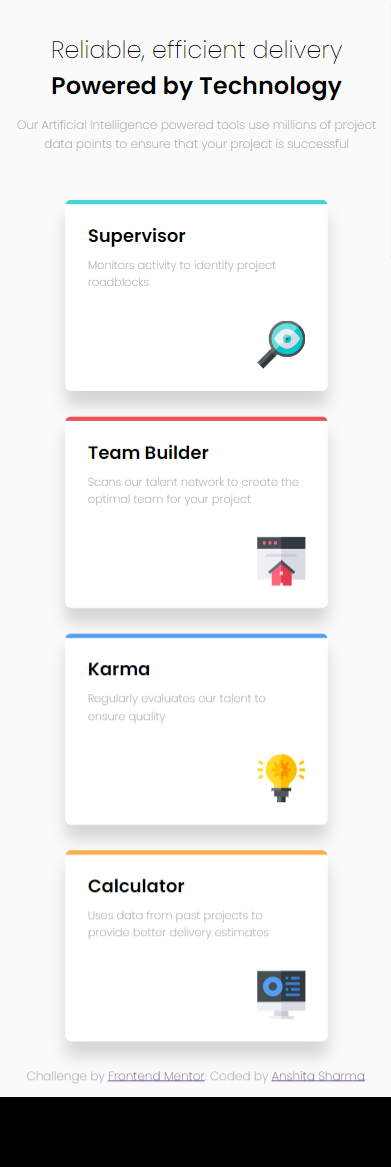 Reliable, efficient delivery
Powered by Technology
Our Artificial Intelligence powered tools use millions of project
data points to ensure that your project is successful
Supervisor
Monitors activity to identify project
roadblocks
Team Builder
Scans our talent network to create the
optimal team for your project
Karma
Regularly evaluates our talent to
ensure quality
Calculator
Uses data from past projects to
provide better delivery estimates
Challenge by Frontend Mentor. Coded by Anshita Sharma.